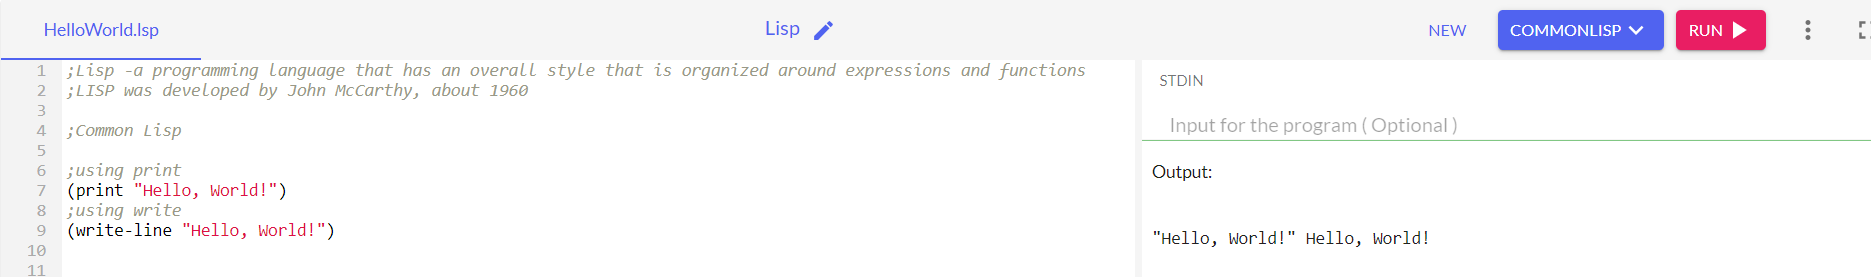 HelloWorld.lsp
Lisp
NEW
COMMONLISP
RUN
1 ;Lisp -a programming language that has an overall style that is organized around expressions and functions
2 ;LISP was developed by John McCarthy, about 1960
3
4 ;Common Lisp
5
6 ;using print
7 (print "Hello, World!")
8 ;using write
9 (write-line "Hello, World!")
10
11
STDIN
Input for the program ( Optional )
Output:
"Hello, World!" Hello, World!